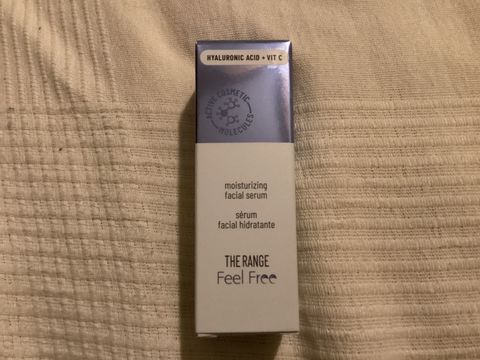 HYALURONIC ACID + VIT C
ACTIVE COSMETIC
MOLECULES
moisturizing
facial serum
sérum
facial hidratante
THE RANGE
Feel Free